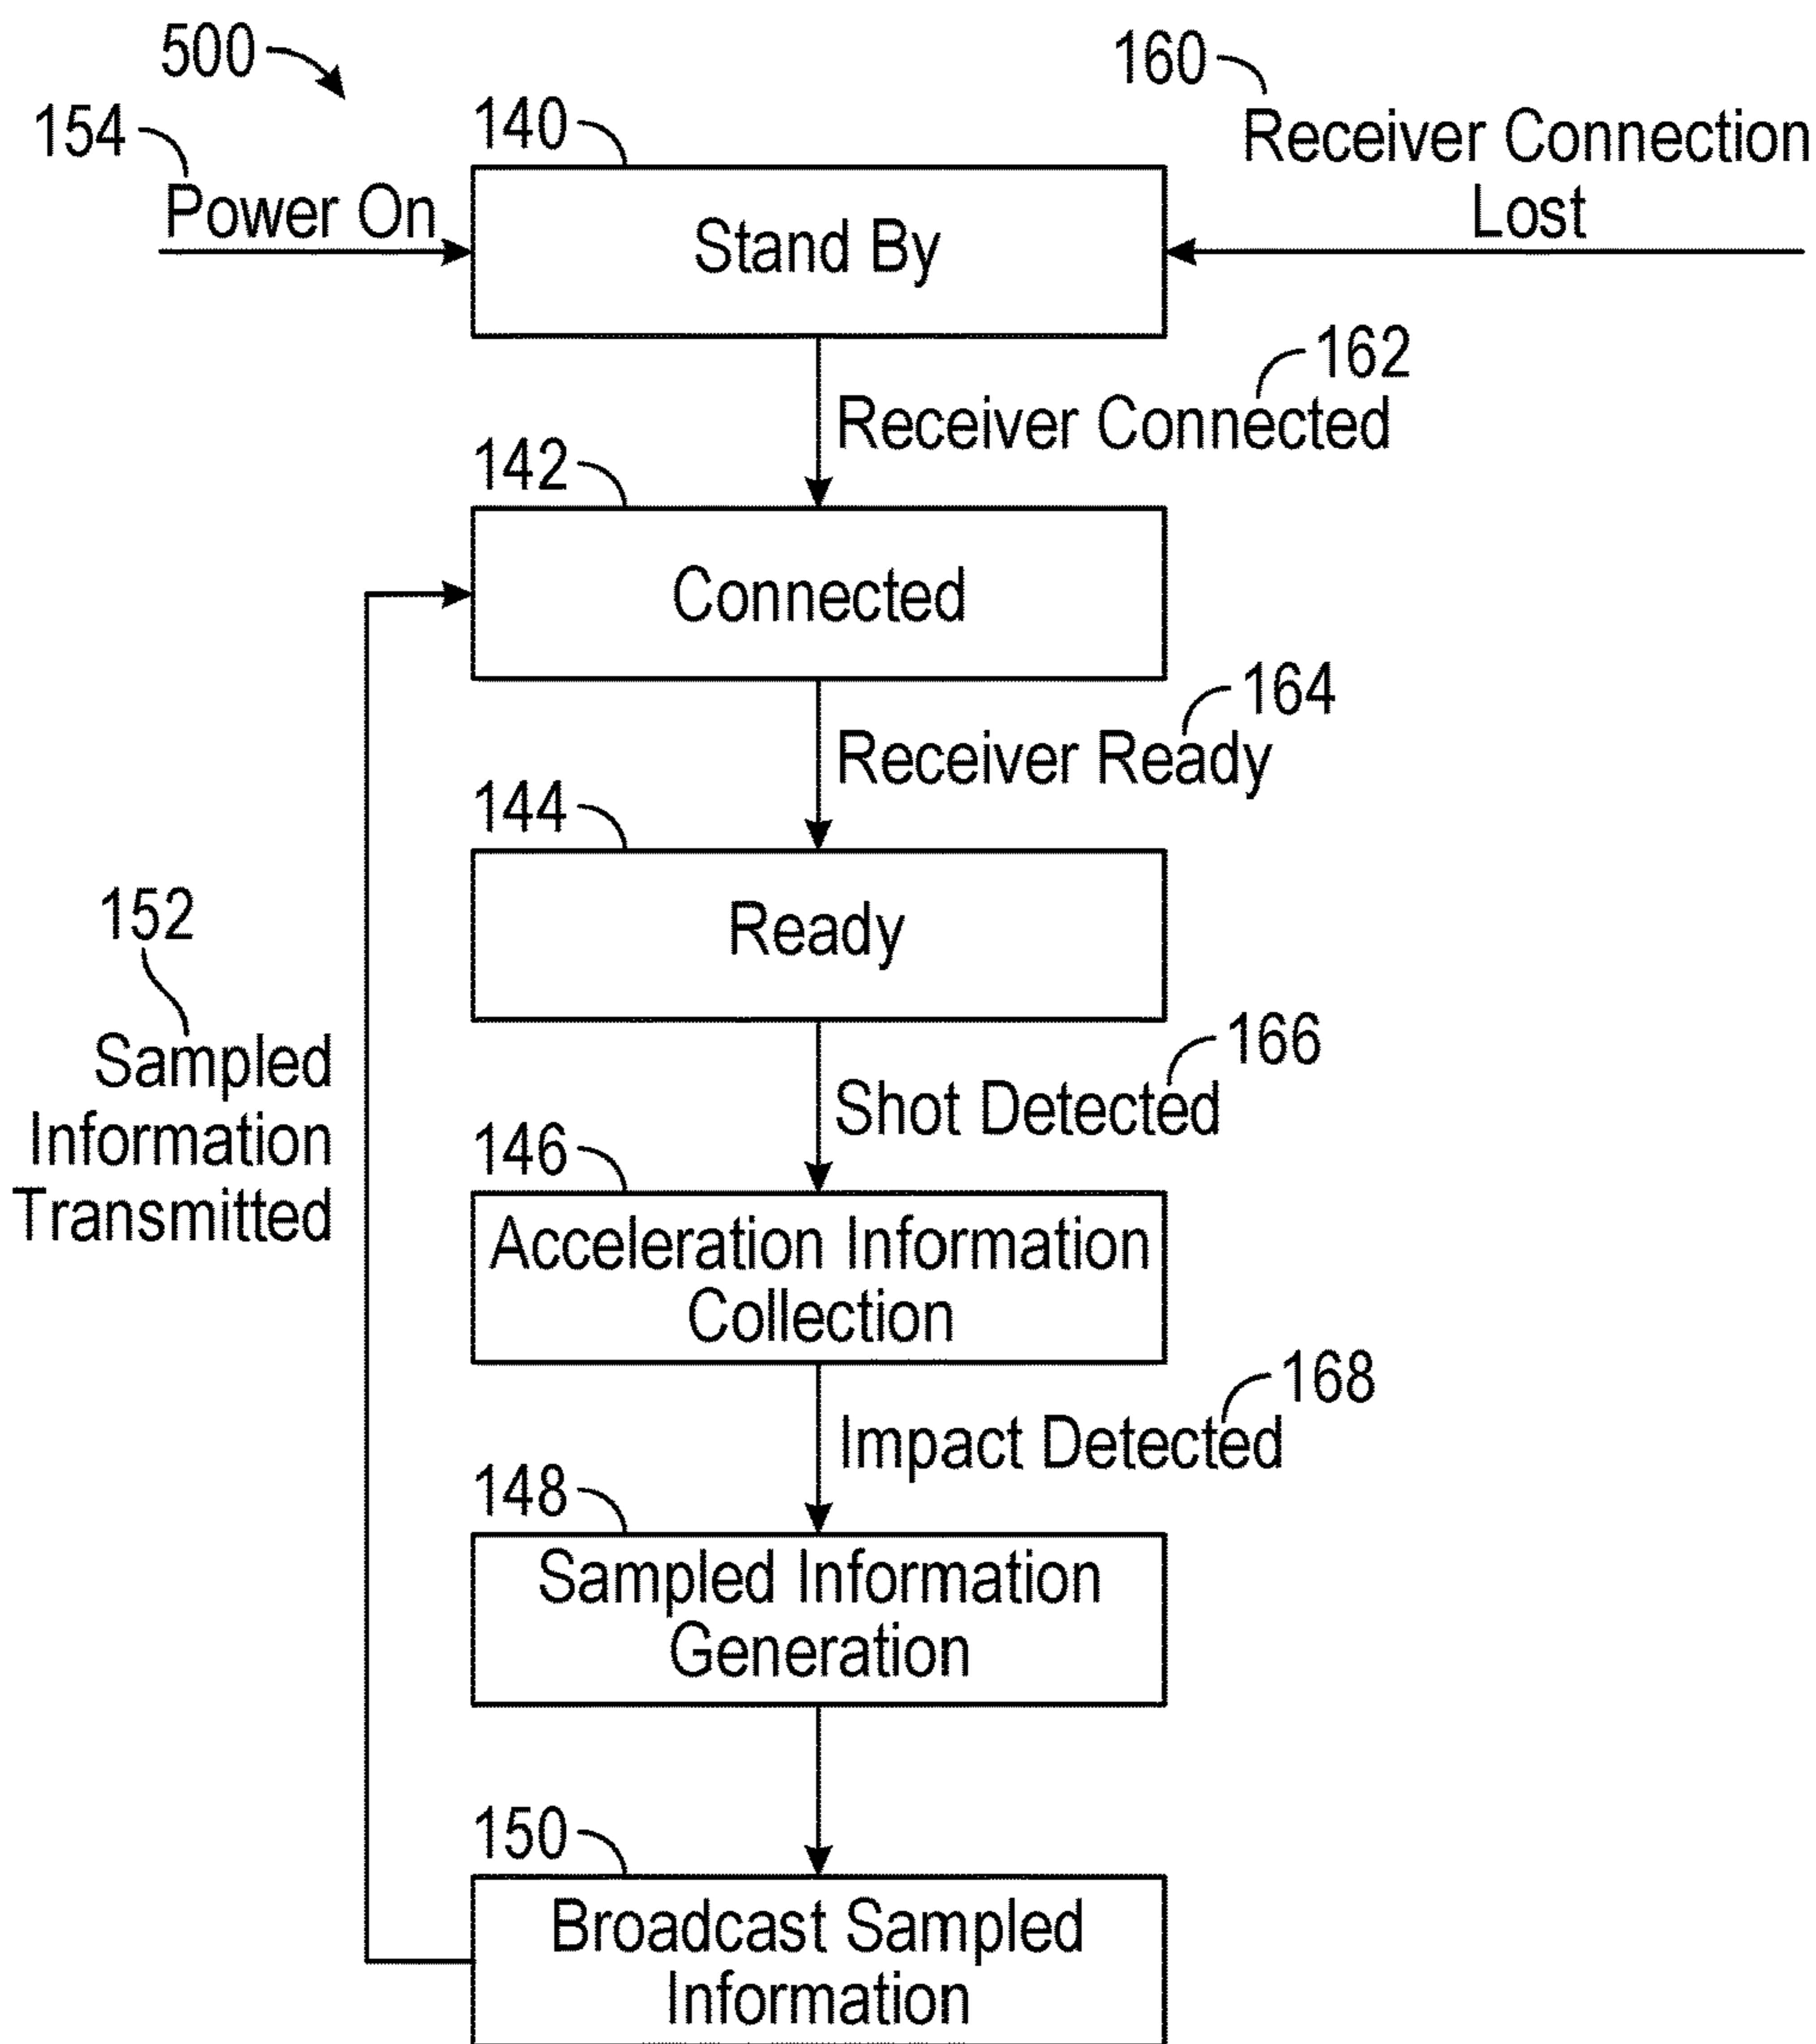 500
160
154
Power On
140
Receiver Connection
Lost
Stand By
162
Receiver Connected
142
Connected
164
Receiver Ready
144
Ready
152
Sampled
Information
Transmitted
166
Shot Detected
146
Acceleration Information
Collection
168
Impact Detected
148
Sampled Information
Generation
150
Broadcast Sampled
Information